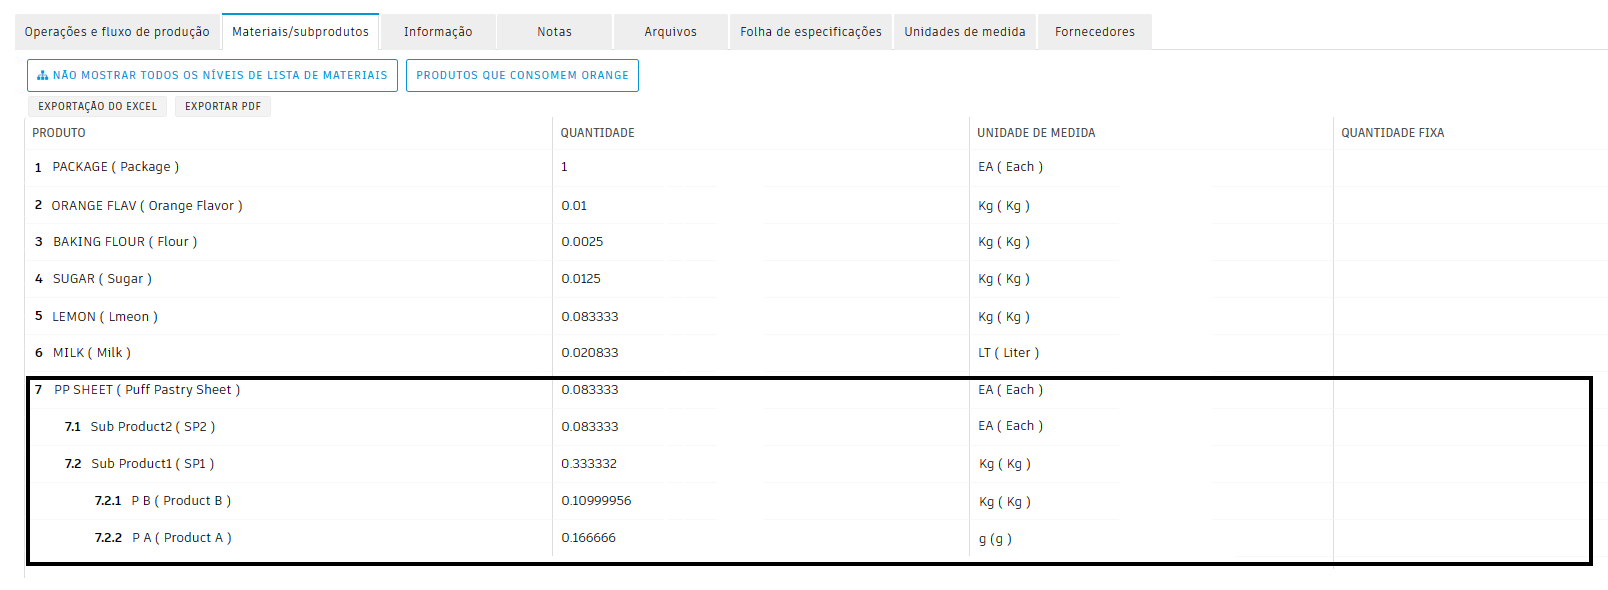 Operações e fluxo de produção Materiais/subprodutos Informação Notas Arquivos Folha de especificações Unidades de medida Fornecedores
NÃO MOSTRAR TODOS OS NÍVEIS DE LISTA DE MATERIAIS PRODUTOS QUE CONSOMEM ORANGE
EXPORTAÇÃO DO EXCEL EXPORTAR PDF
PRODUTO QUANTIDADE UNIDADE DE MEDIDA QUANTIDADE FIXA
1 PACKAGE ( Package ) 1 EA ( Each )
2 ORANGE FLAV ( Orange Flavor ) 0.01 Kg ( Kg )
3 BAKING FLOUR ( Flour ) 0.0025 Kg ( Kg )
4 SUGAR ( Sugar ) 0.0125 Kg ( Kg )
5 LEMON ( Lmeon ) 0.083333 Kg ( Kg )
6 MILK ( Milk ) 0.020833 LT ( Liter )
7 PP SHEET ( Puff Pastry Sheet ) 0.083333 EA ( Each )
7.1 Sub Product2 ( SP2 ) 0.083333 EA ( Each )
7.2 Sub Product1 ( SP1 ) 0.333332 Kg ( Kg )
7.2.1 P B ( Product B ) 0.10999956 Kg ( Kg )
7.2.2 P A ( Product A ) 0.166666 g (g )